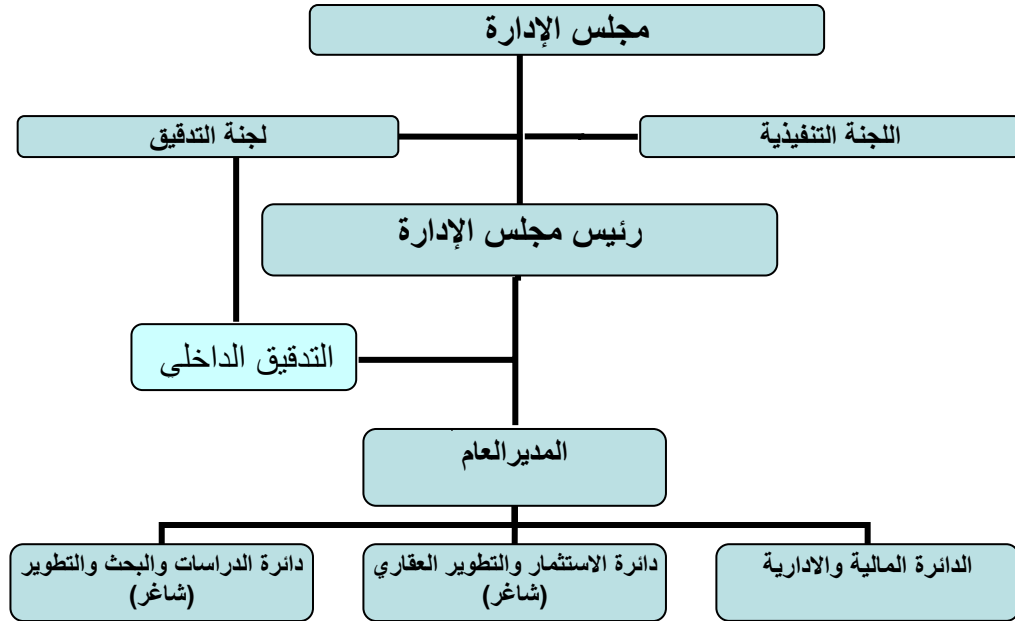 مجلس الإدارة
اللجنة التنفيذية
لجنة التدقيق
رئيس مجلس الإدارة
التدقيق الداخلي
المديرالعام
الدائرة المالية والادارية
دائرة الاستثمار والتطوير العقاري
(شاغر)
دائرة الدراسات والبحث والتطوير
(شاغر)